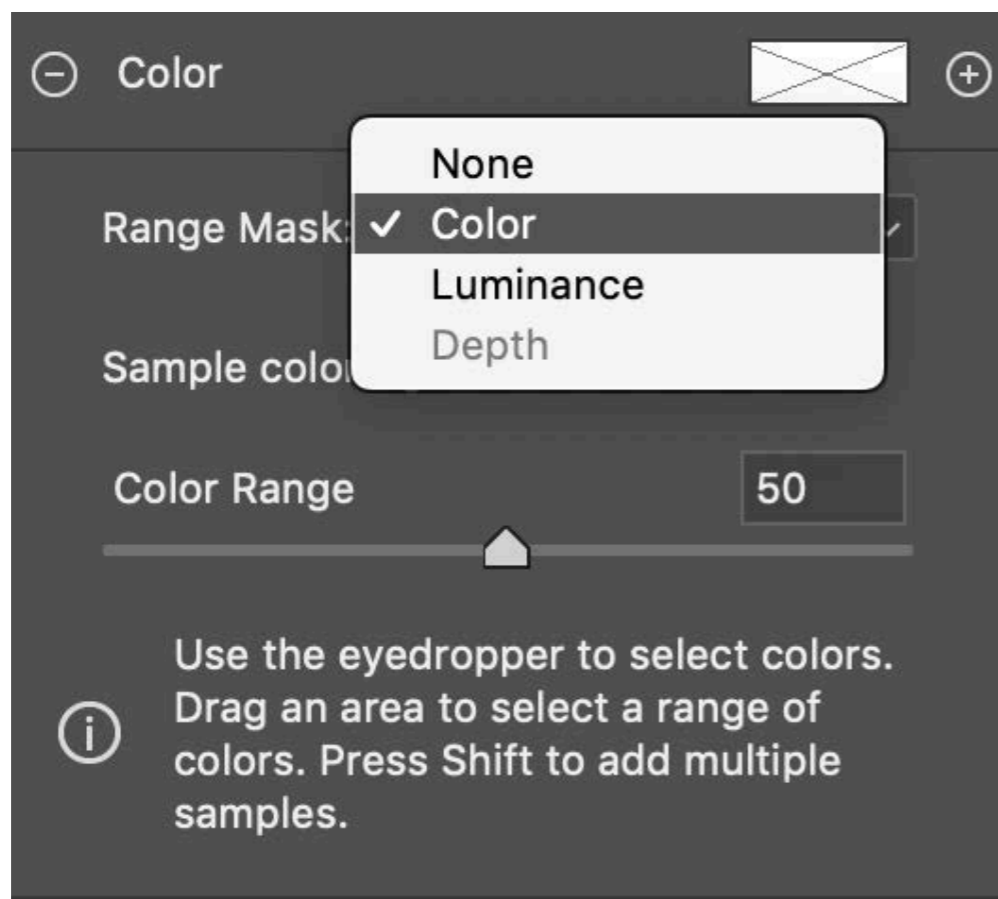 Color
None
Range Mask: Color
Luminance
Depth
Sample color
Color Range 50
Use the eyedropper to select colors.
Drag an area to select a range of
colors. Press Shift to add multiple
samples.